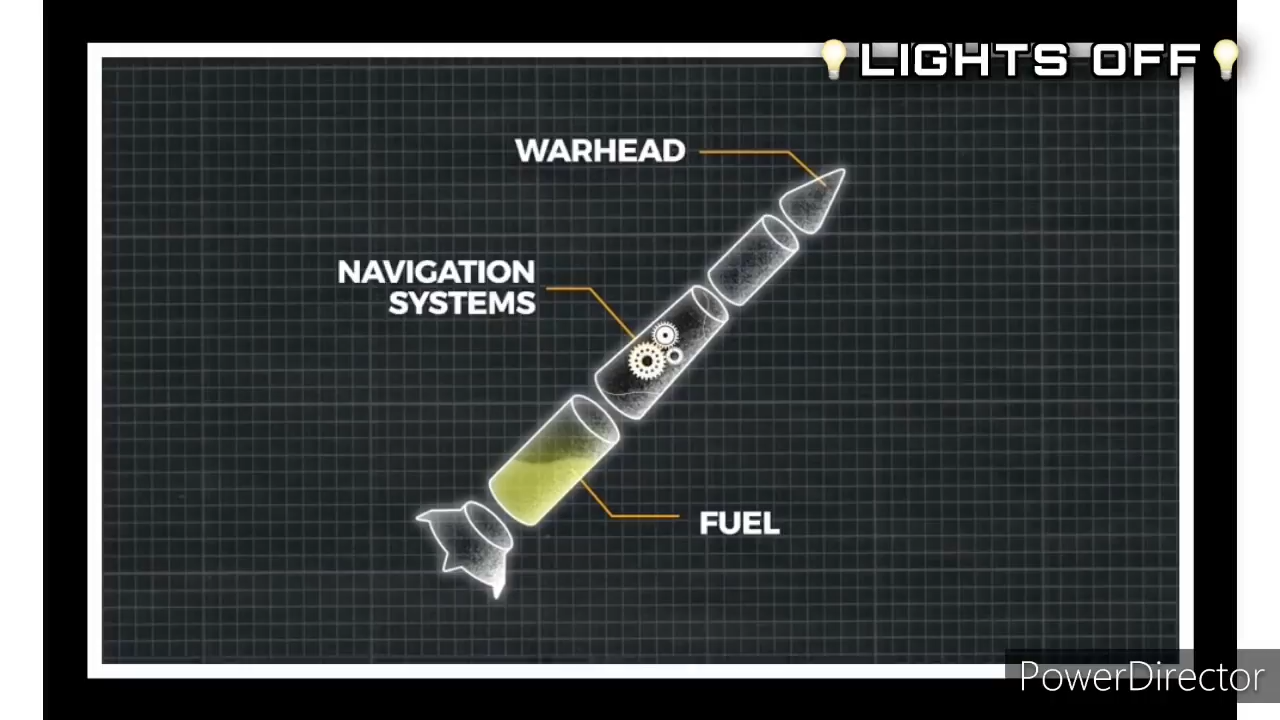 💡LIGHTS OFF💡
WARHEAD
NAVIGATION
SYSTEMS
FUEL
PowerDirector